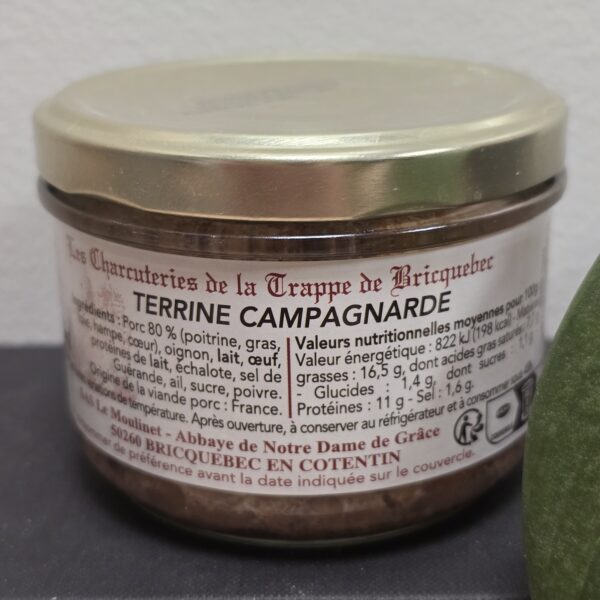 Les Charcuteries de la Trappe de Bricquebec
TERRINE CAMPAGNARDE
Ingrédients : Porc 80 % (poitrine, gras,
hampe, cœur), oignon, lait, œuf,
protéines de lait, échalote, sel de
Guérande, ail, sucre, poivre.
Origine de la viande porc : France.
Valeurs nutritionnelles moyennes pour 100g
Valeur énergétique : 822 kJ (198 kcal)
grasses : 16,5 g, dont acides gras
- Glucides : 1,4 g, dont sucres : 1,1 g
Protéines : 11 g - Sel : 1,6 g.
de température. Après ouverture, à conserver au réfrigérateur et à consomme sous
SAS Le Moulinet - Abbaye de Notre Dame de Grâce
50260 BRICQUEBEC EN COTENTIN
de préférence avant la date indiquée sur le couvercle.